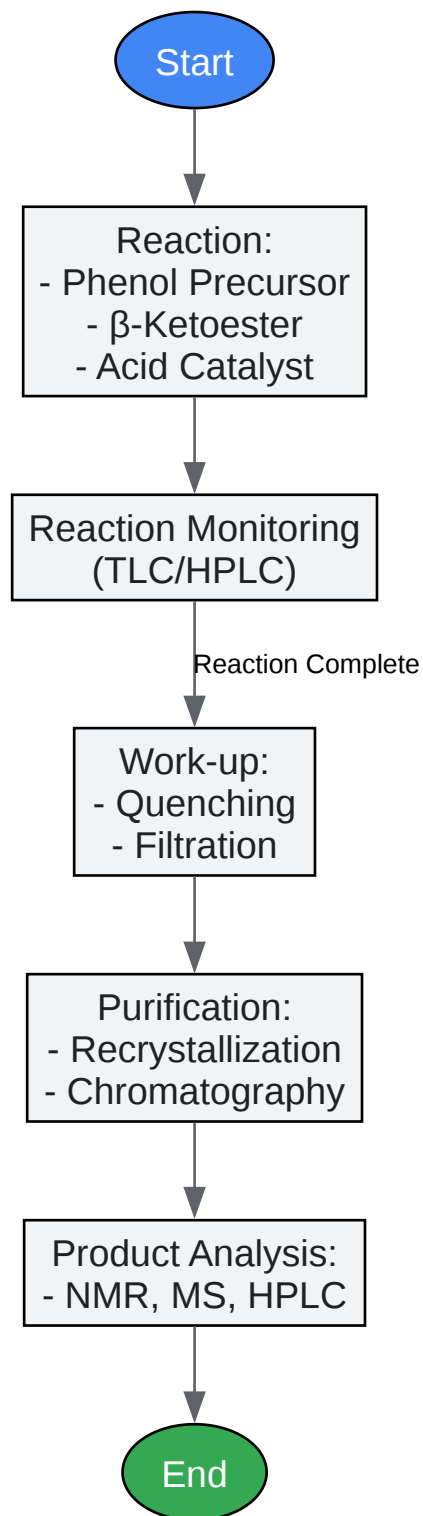 Start
Reaction:
- Phenol Precursor
- β-Ketoester
- Acid Catalyst
Reaction Monitoring
(TLC/HPLC)
Reaction Complete
Work-up:
- Quenching
- Filtration
Purification:
- Recrystallization
- Chromatography
Product Analysis:
- NMR, MS, HPLC
End